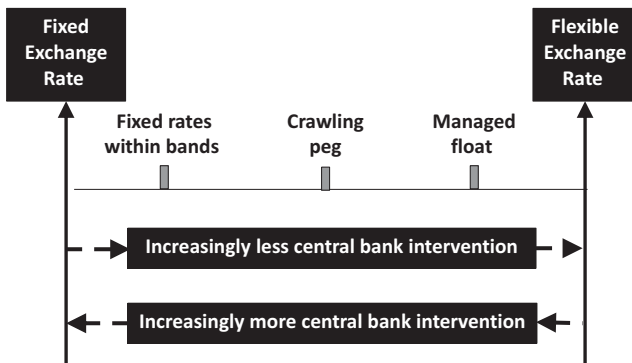 Fixed
Exchange
Rate
Flexible
Exchange
Rate
Fixed rates
within bands
Crawling
peg
Managed
float
Increasingly less central bank intervention
Increasingly more central bank intervention